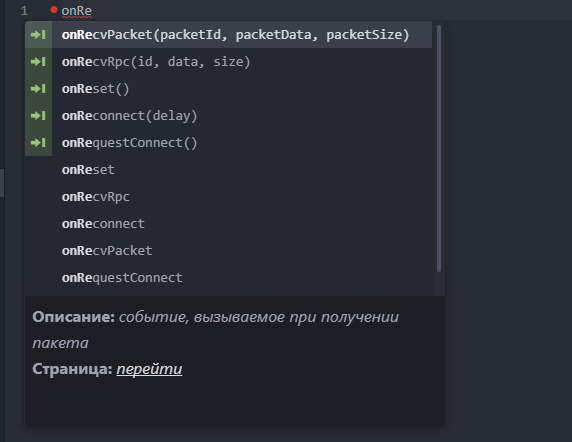 1 onRe
onRecvPacket(packetId, packetData, packetSize)
onRecvRpc(id, data, size)
onReset()
onReconnect(delay)
onRequestConnect()
onReset
onRecvRpc
onReconnect
onRecvPacket
onRequestConnect
Описание: событие, вызываемое при получении
пакета
Страница: перейти